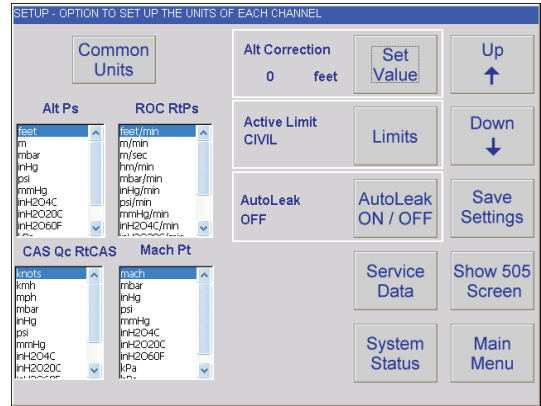 SETUP - OPTION TO SET UP THE UNITS OF EACH CHANNEL
Common
Units
Alt Correction
0 feet
Set
Value
Up
Alt Ps
feet
m
mbar
inHg
psi
mmHg
inH2O4C
inH2O20C
inH2O60F
ROC RtPs
feet/min
m/min
m/sec
hm/min
mbar/min
inHg/min
psi/min
mmHg/min
inH2O4C/min
Active Limit
CIVIL
Limits
Down
AutoLeak
OFF
AutoLeak
ON / OFF
Save
Settings
CAS Qc RtCAS
knots
kmh
mph
mbar
inHg
psi
mmHg
inH2O4C
inH2O20C
Mach Pt
mach
mbar
inHg
psi
mmHg
inH2O4C
inH2O20C
inH2O60F
kPa
Service
Data
Show 505
Screen
System
Status
Main
Menu